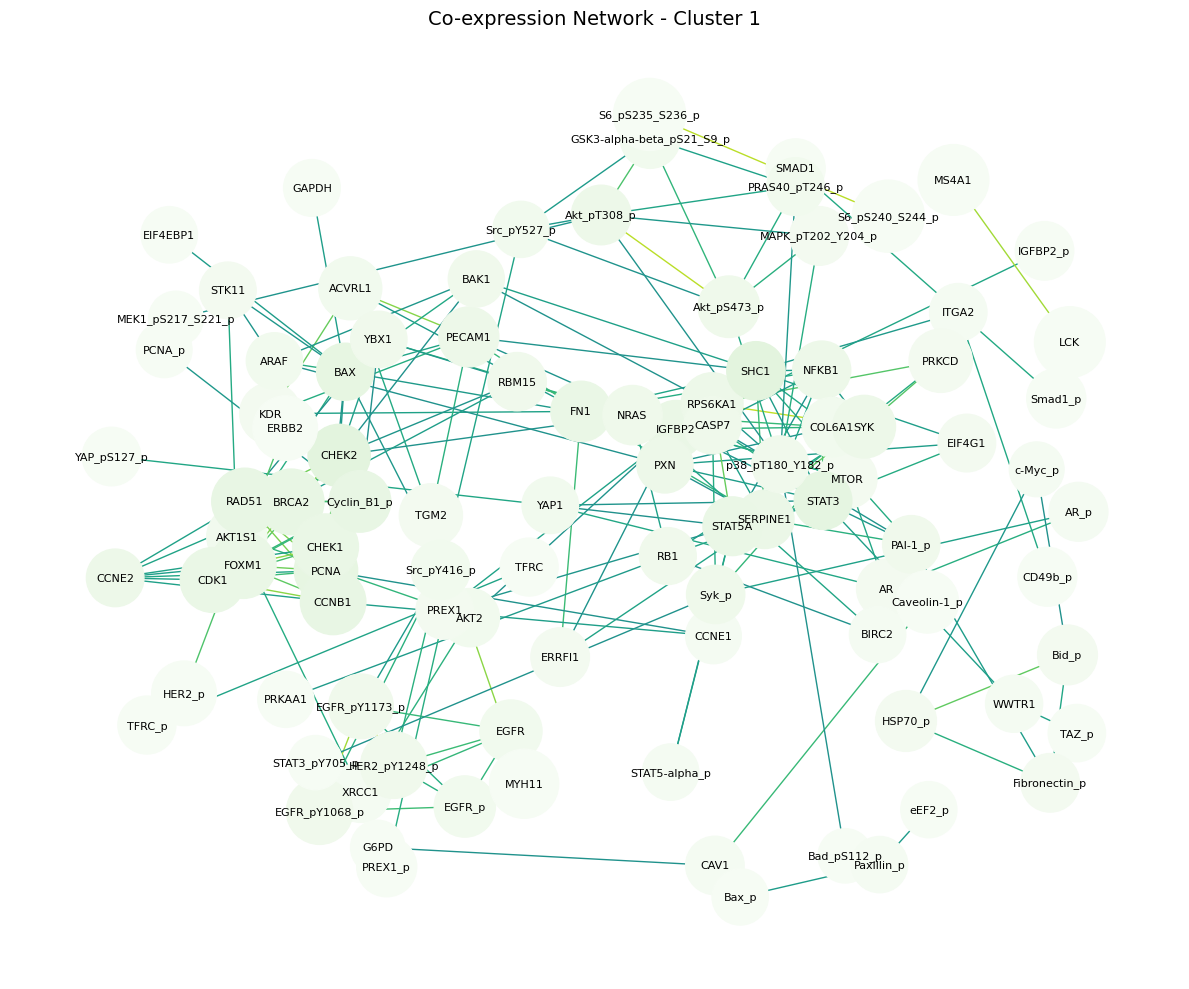 Co-expression Network - Cluster 1
S6_pS235_S236_p
GSK3-alpha-beta_pS21_S9_p
SMAD1
MS4A1
GAPDH
PRAS40_pT246_p
Akt_pT308_p
S6_pS240_S244_p
Src_pY527_p
EIF4EBP1
MAPK_pT202_Y204_p
IGFBP2_p
BAK1
STK11
ACVRL1
Akt_pS473_p
ITGA2
MEK1_pS217_S221_p
YBX1
PECAM1
LCK
PCNA_p
ARAF
PRKCD
BAX
SHC1
NFKB1
RBM15
Smad1_p
RPS6KA1
KDR
FN1
NRAS
ERBB2
IGFBP2
CASP7
COL6A1
SYK
EIF4G1
CHEK2
YAP_pS127_p
PXN
p38_pT180_Y182_p
c-Myc_p
MTOR
RAD51
BRCA2
Cyclin_B1_p
STAT3
YAP1
AR_p
TGM2
SERPINE1
STAT5A
AKT1S1
PAI-1_p
CHEK1
RB1
FOXM1
TFRC
PCNA
Src_pY416_p
CCNE2
CDK1
CD49b_p
AR
Syk_p
CCNB1
Caveolin-1_p
PREX1
AKT2
BIRC2
CCNE1
Bid_p
ERRFI1
HER2_p
PRKAA1
WWTR1
EGFR_pY1173_p
HSP70_p
TFRC_p
EGFR
TAZ_p
STAT3_pY705_p
HER2_pY1248_p
STAT5-alpha_p
MYH11
Fibronectin_p
XRCC1
EGFR_p
EGFR_pY1068_p
eEF2_p
G6PD
Bad_pS112_p
PREX1_p
CAV1
Paxillin_p
Bax_p